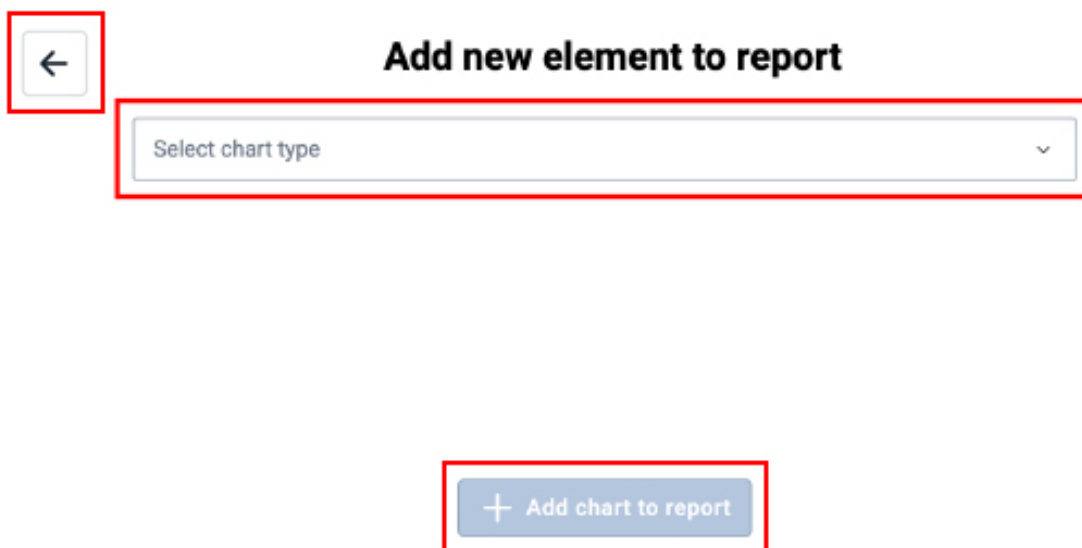 Add new element to report
Select chart type
Add chart to report